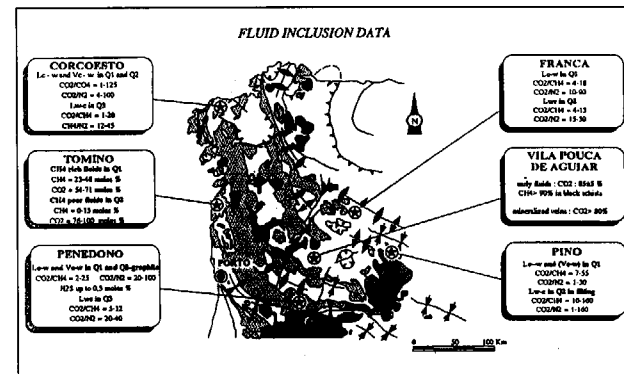 FLUID INCLUSION DATA
CORCOESTO
Lc-w and Vc-w in Q1 and Q2
CO2/CO4 = 1-125
CO2/N2 = 4-100
Lw-c in Q3
CO2/CH4 = 1-20
CH4/N2 = 12-45
TOMINO
CH4 rich fluids in Q1
CH4 = 23-44 moles %
CO2 = 54-71 moles %
CH4 poor fluids in Q2
CH4 = 0-13 moles %
CO2 = 76-100 moles %
PENEDONO
Lc-w and Vc-w in Q1 and Q2-graphite
CO2/CH4 = 2-25 CO2/N2 = 20-100
H2S up to 0,5 moles %
Lw-c in Q3
CO2/CH4 = 5-12
CO2/N2 = 20-40
PORTO
N
FRANCA
Lc-w in Q1
CO2/CH4 = 4-18
CO2/N2 = 10-90
Lw-c in Q2
CO2/CH4 = 4-15
CO2/N2 = 15-30
VILA POUCA
DE AGUIAR
early fluids : CO2 : 85±5 %
CH4> 90% in black schists
mineralized veins : CO2> 80%
PINO
Lc-w and (Vc-w) in Q1
CO2/CH4 = 7-55
CO2/N2 = 1-30
Lw-c in Q2 in filling
CO2/CH4 = 10-160
CO2/N2 = 1-160
0 50 100 Km